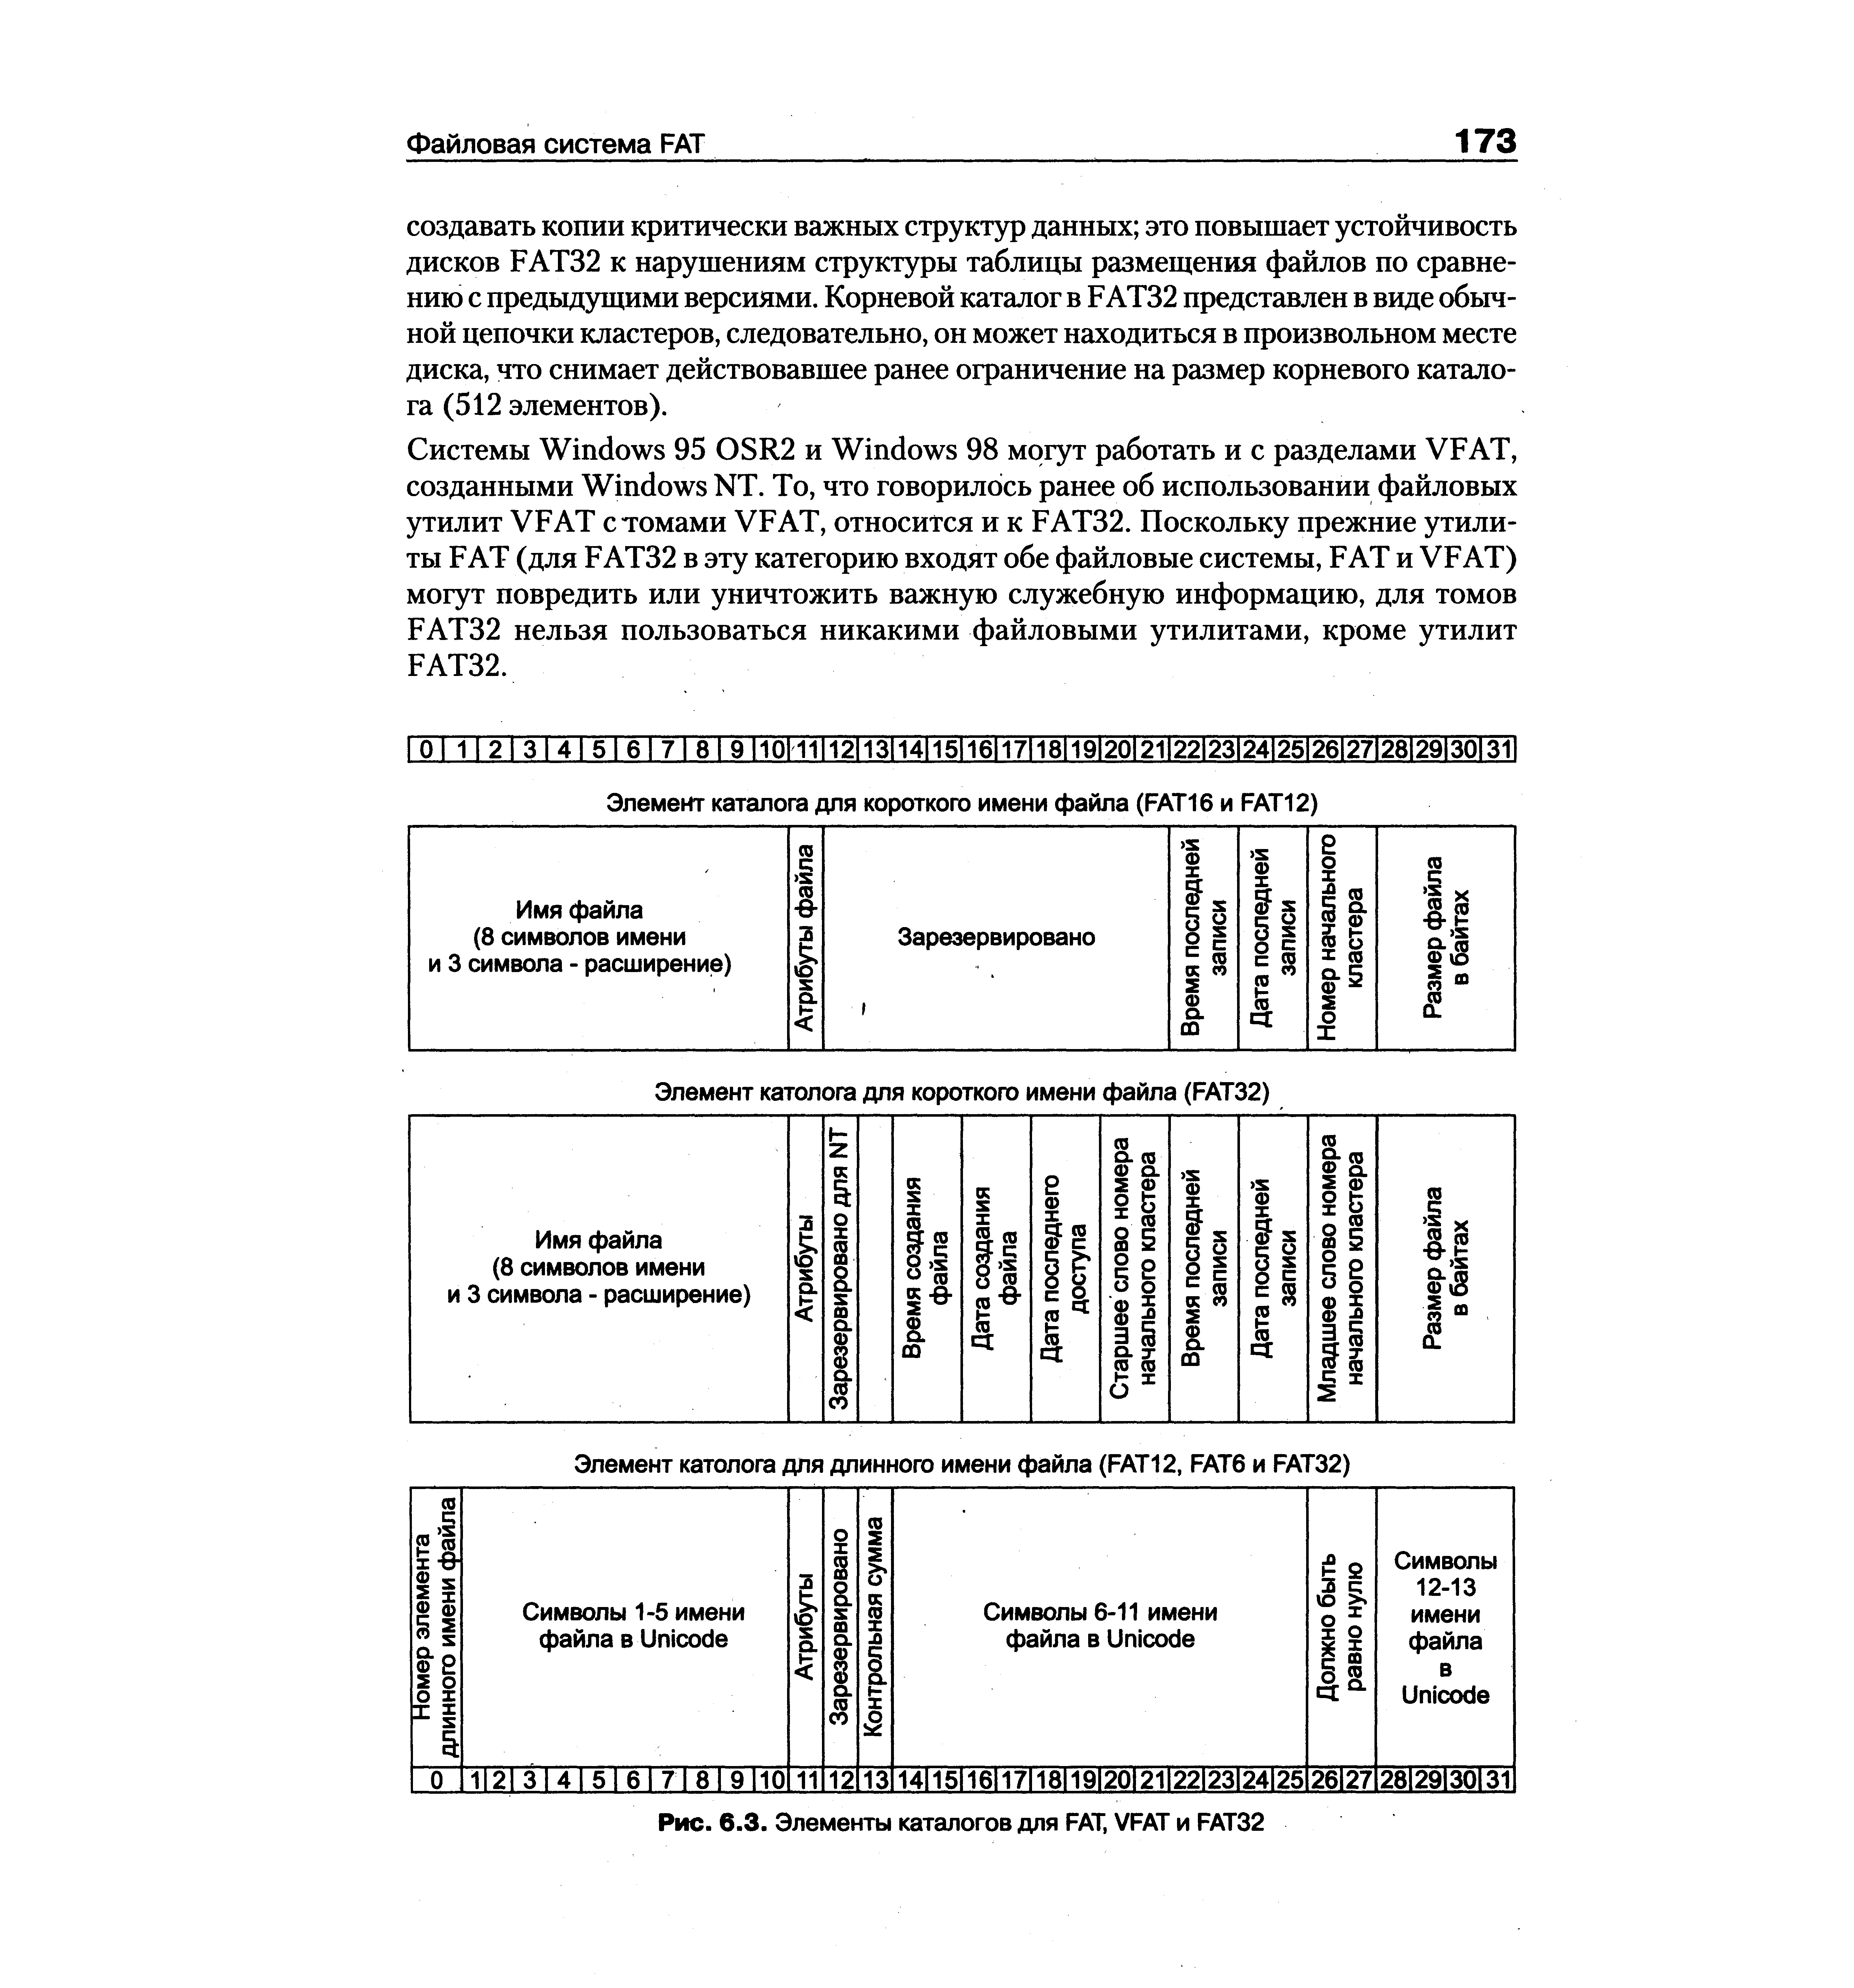 Файловая система FAT 173
создавать копии критически важных структур данных; это повышает устойчивость
дисков FAT32 к нарушениям структуры таблицы размещения файлов по сравне-
нию с предыдущими версиями. Корневой каталог в FAT32 представлен в виде обыч-
ной цепочки кластеров, следовательно, он может находиться в произвольном месте
диска, что снимает действовавшее ранее ограничение на размер корневого катало-
га (512 элементов).
Системы Windows 95 OSR2 и Windows 98 могут работать и с разделами VFAT,
созданными Windows NT. То, что говорилось ранее об использовании файловых
утилит VFAT с томами VFAT, относится и к FAT32. Поскольку прежние утили-
ты FAT (для FAT32 в эту категорию входят обе файловые системы, FAT и VFAT)
могут повредить или уничтожить важную служебную информацию, для томов
FAT32 нельзя пользоваться никакими файловыми утилитами, кроме утилит
FAT32.
0 1 2 3 4 5 6 7 8 9 10 11 12 13 14 15 16 17 18 19 20 21 22 23 24 25 26 27 28 29 30 31
Элемент каталога для короткого имени файла (FAT16 и FAT12)
Имя файла
(8 символов имени
и 3 символа - расширение)
Атрибуты файла
Зарезервировано
Время последней
записи
Дата последней
записи
Номер начального
кластера
Размер файла
в байтах
Элемент католога для короткого имени файла (FAT32)
Имя файла
(8 символов имени
и 3 символа - расширение)
Атрибуты
Зарезервировано для NT
Время создания
файла
Дата создания
файла
Дата последнего
доступа
Старшее слово номера
начального кластера
Время последней
записи
Дата последней
записи
Младшее слово номера
начального кластера
Размер файла
в байтах
Элемент католога для длинного имени файла (FAT12, FAT6 и FAT32)
Номер элемента
длинного имени файла
Символы 1-5 имени
файла в Unicode
Атрибуты
Зарезервировано
Контрольная сумма
Символы 6-11 имени
файла в Unicode
Должно быть
равно нулю
Символы
12-13
имени
файла
в
Unicode
0 1 2 3 4 5 6 7 8 9 10 11 12 13 14 15 16 17 18 19 20 21 22 23 24 25 26 27 28 29 30 31
Рис. 6.3. Элементы каталогов для FAT, VFAT и FAT32